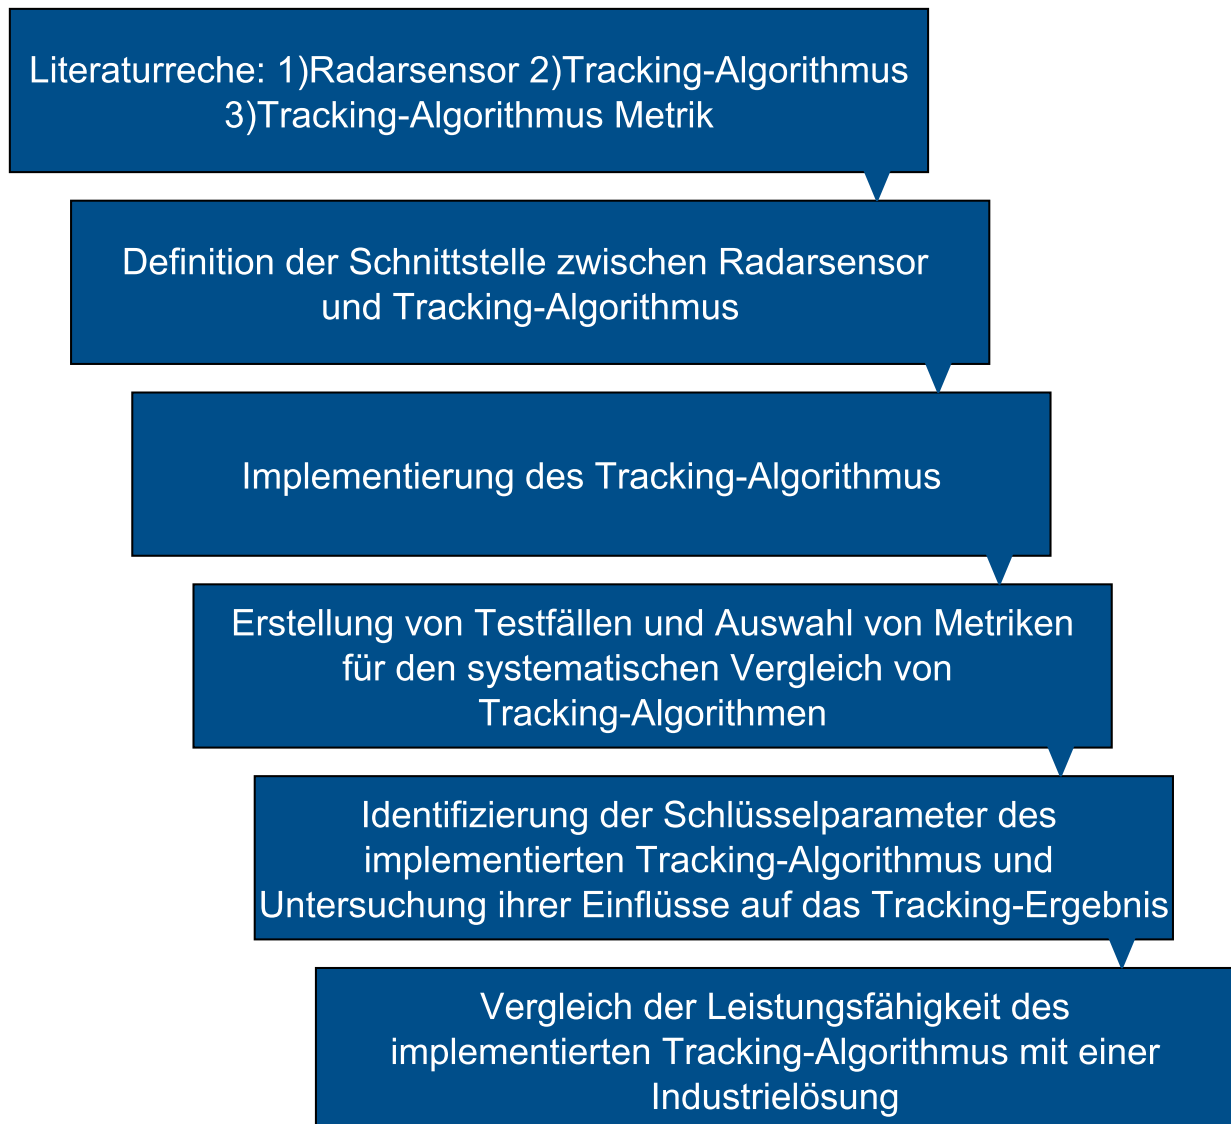 Literaturreche: 1)Radarsensor 2)Tracking-Algorithmus
3)Tracking-Algorithmus Metrik
Definition der Schnittstelle zwischen Radarsensor
und Tracking-Algorithmus
Implementierung des Tracking-Algorithmus
Erstellung von Testfällen und Auswahl von Metriken
für den systematischen Vergleich von
Tracking-Algorithmen
Identifizierung der Schlüsselparameter des
implementierten Tracking-Algorithmus und
Untersuchung ihrer Einflüsse auf das Tracking-Ergebnis
Vergleich der Leistungsfähigkeit des
implementierten Tracking-Algorithmus mit einer
Industrielösung